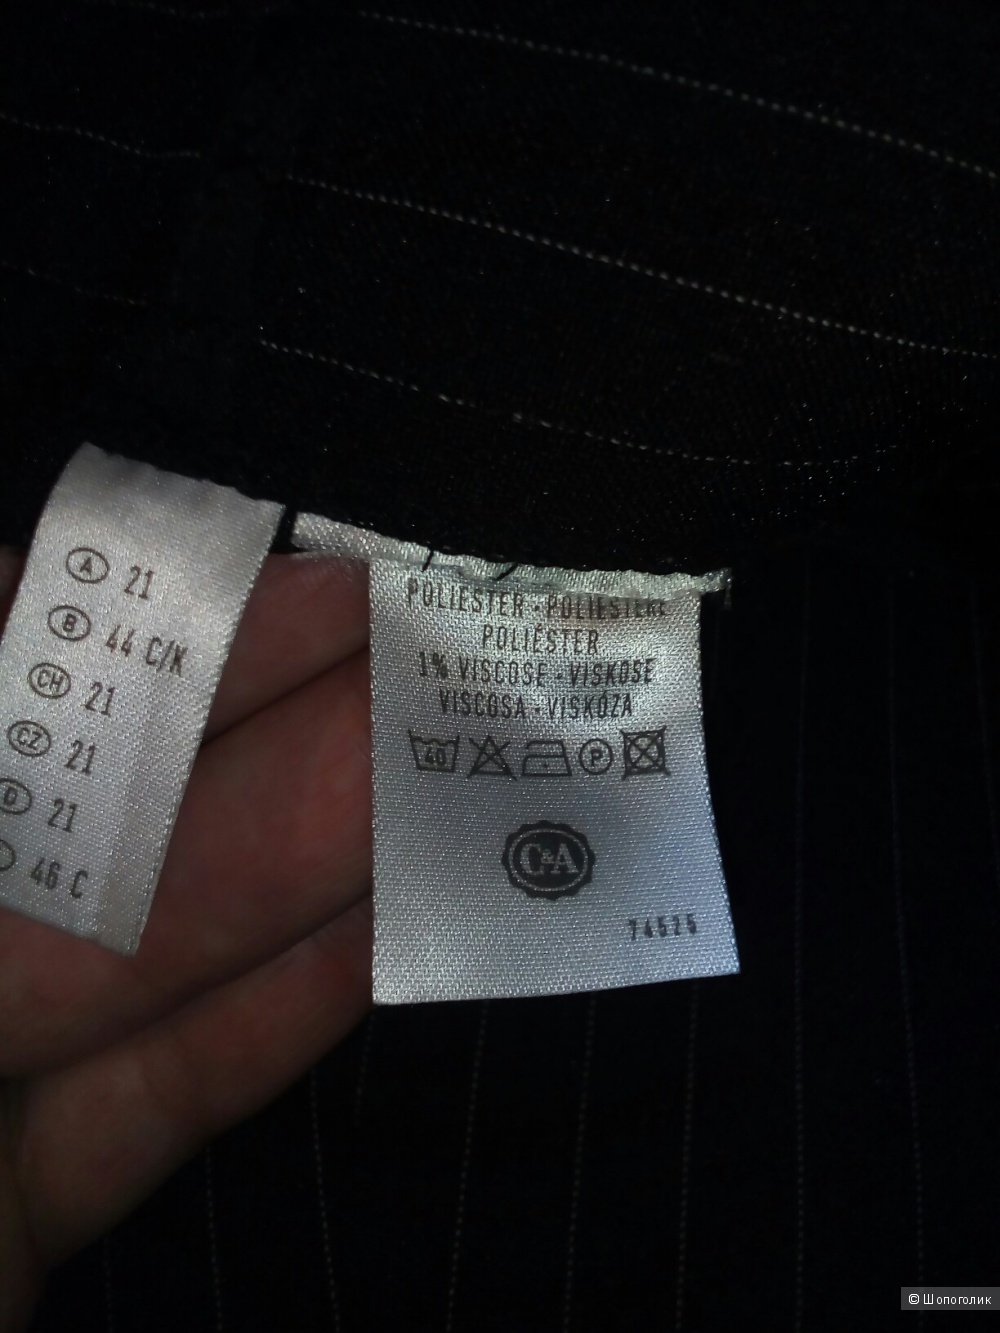 A 21
B 44 C/K
CH 21
CZ 21
D 21
46 C
POLIESTER - POLIESTERE
POLIÉSTER
1% VISCOSE - VISKOSE
VISCOSA - VISKÓZA
40
P
C&A
74525
© Шопоголик